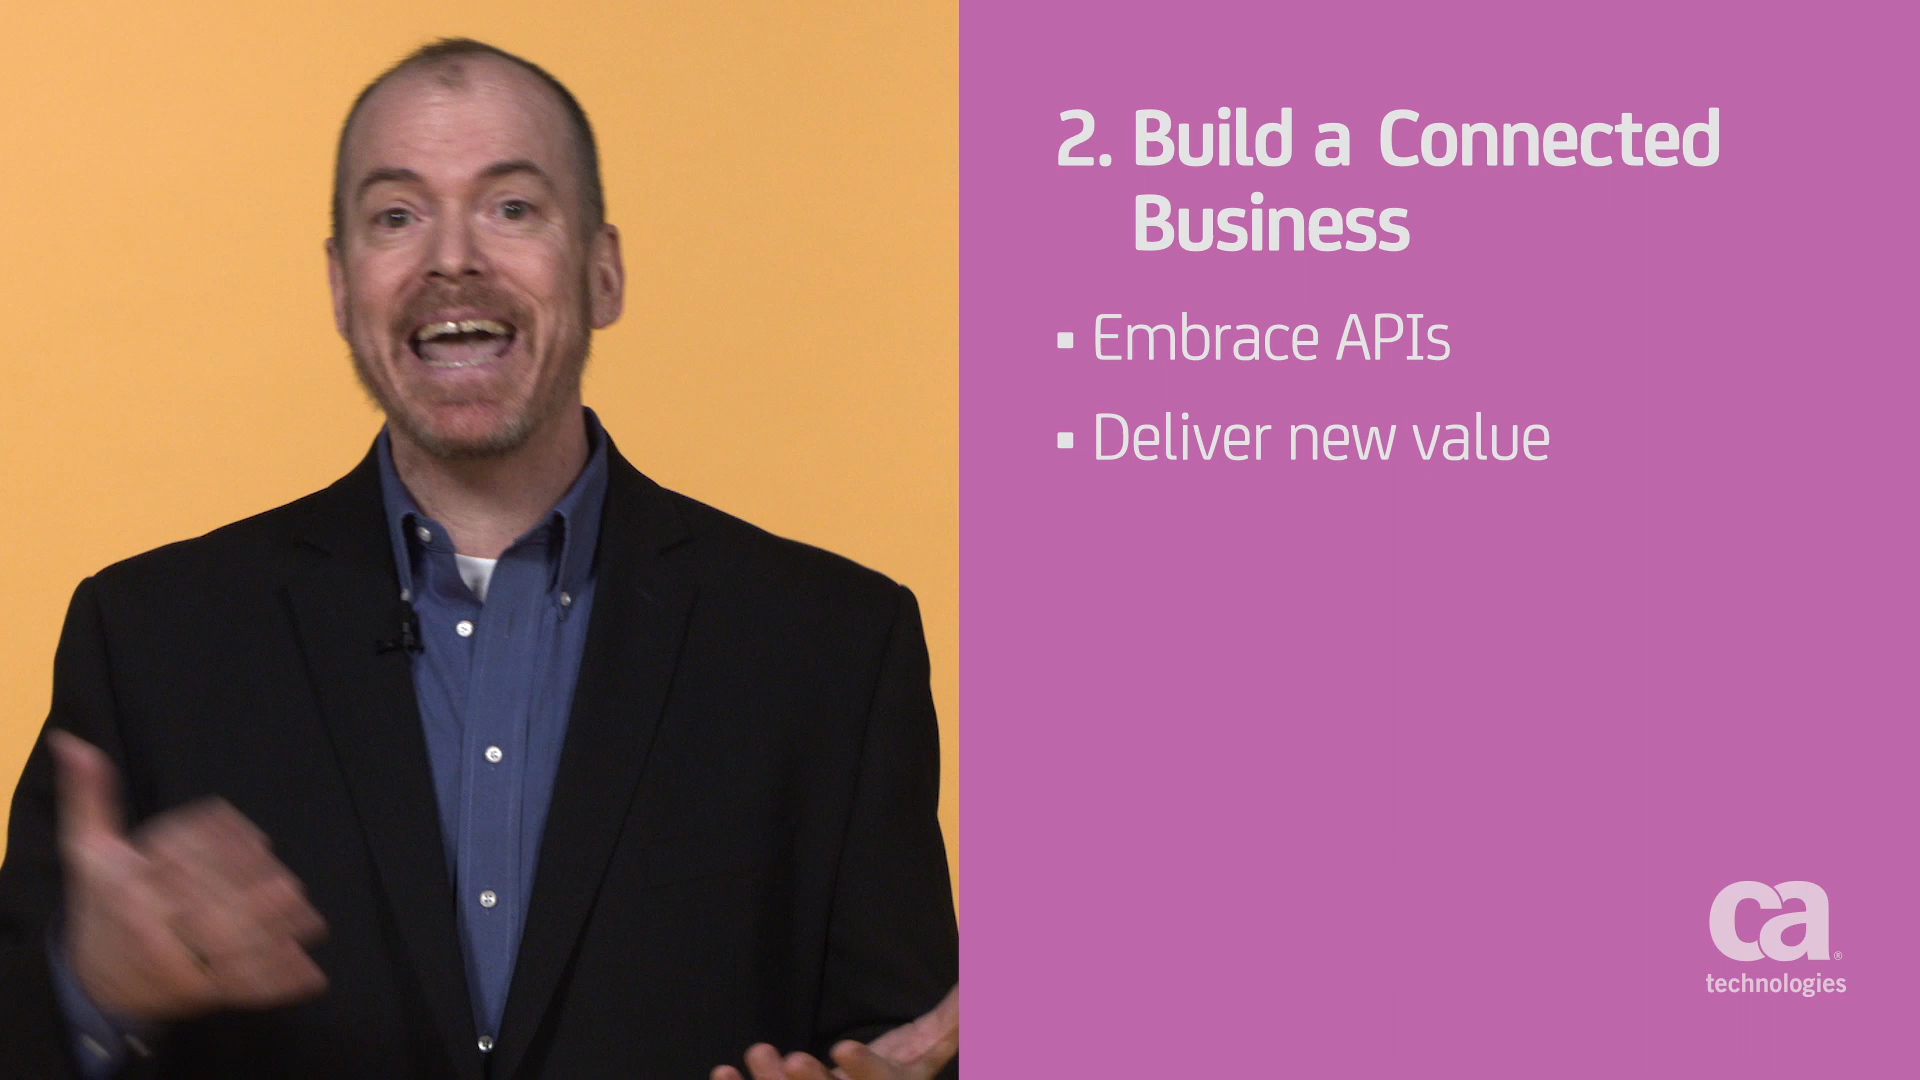 2. Build a Connected
Business
▪ Embrace APIs
▪ Deliver new value
ca®
technologies